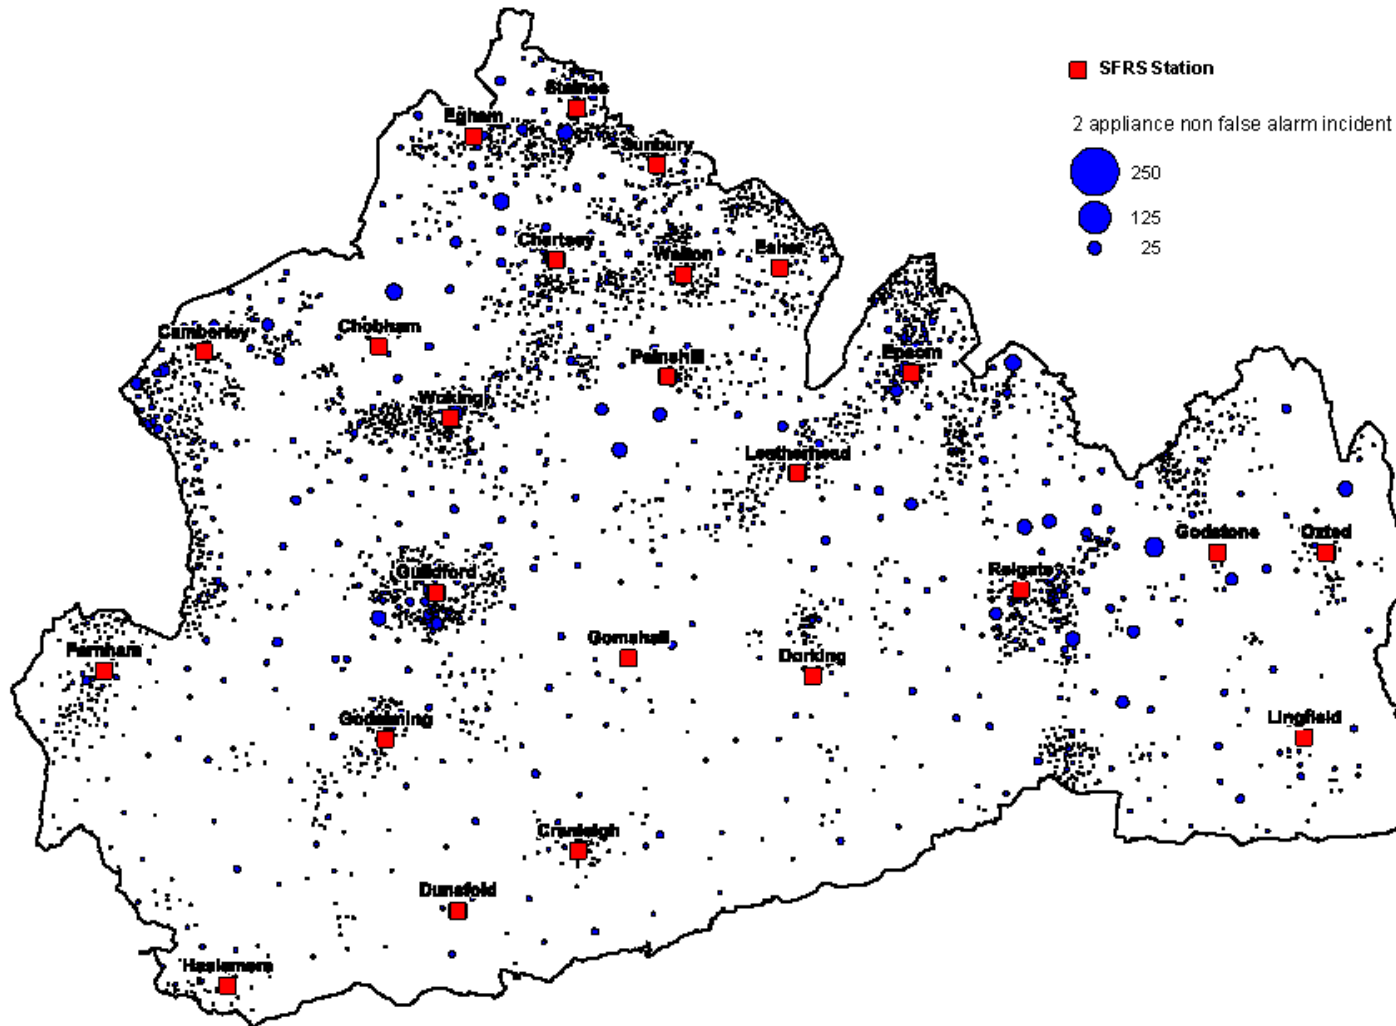 SFRS Station
2 appliance non false alarm incident
250
125
25
Staines
Egham
Sunbury
Chertsey
Walton
Esher
Camberley
Chobham
Painshill
Epsom
Woking
Leatherhead
Godstone
Oxted
Guildford
Reigate
Gomshall
Farnham
Dorking
Godalming
Lingfield
Cranleigh
Dunsfold
Haslemere